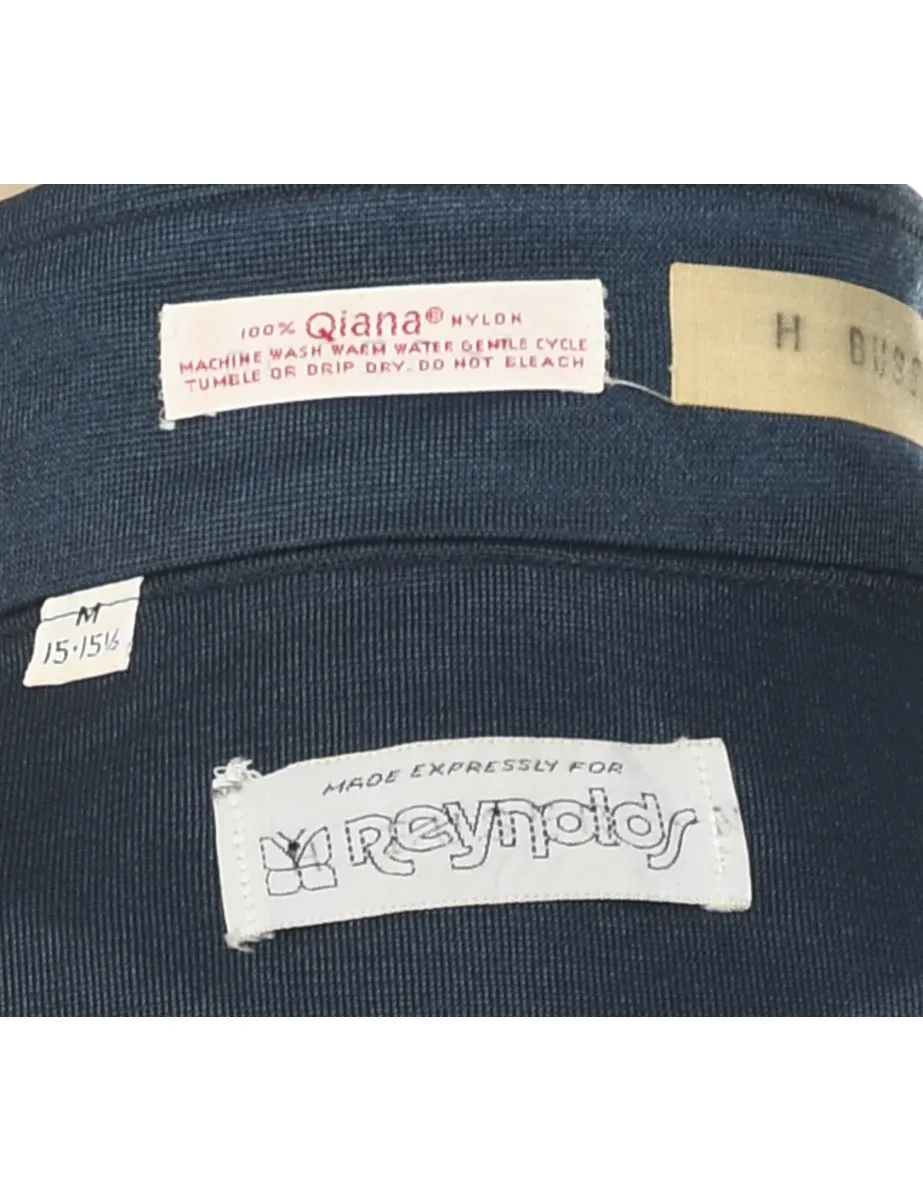 100% Qiana® NYLON
MACHINE WASH WARM WATER GENTLE CYCLE
TUMBLE OR DRIP DRY. DO NOT BLEACH
H BUSS
M
15·15½
MADE EXPRESSLY FOR
Reynolds